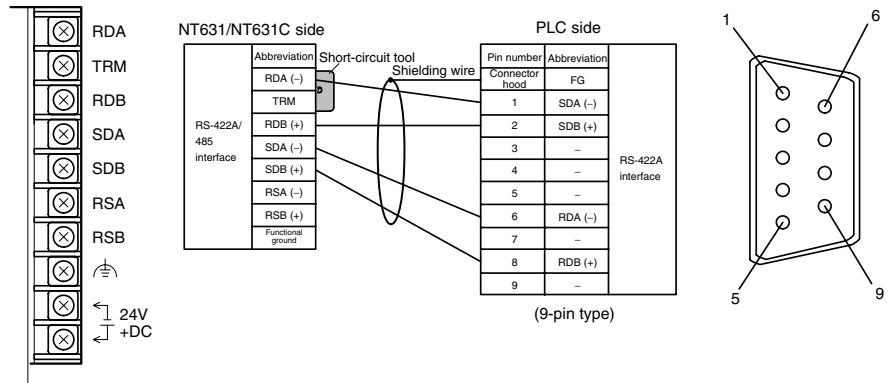 RDA
TRM
RDB
SDA
SDB
RSA
RSB
24V
+DC
NT631/NT631C side
RS-422A/
485
interface
Abbreviation
RDA (−)
TRM
RDB (+)
SDA (−)
SDB (+)
RSA (−)
RSB (+)
Functional
ground
Short-circuit tool
Shielding wire
PLC side
Pin number Abbreviation
Connector
hood FG
1 SDA (−)
2 SDB (+)
3 –
4 –
5 –
6 RDA (−)
7 –
8 RDB (+)
9 –
RS-422A
interface
(9-pin type)
1
6
5
9